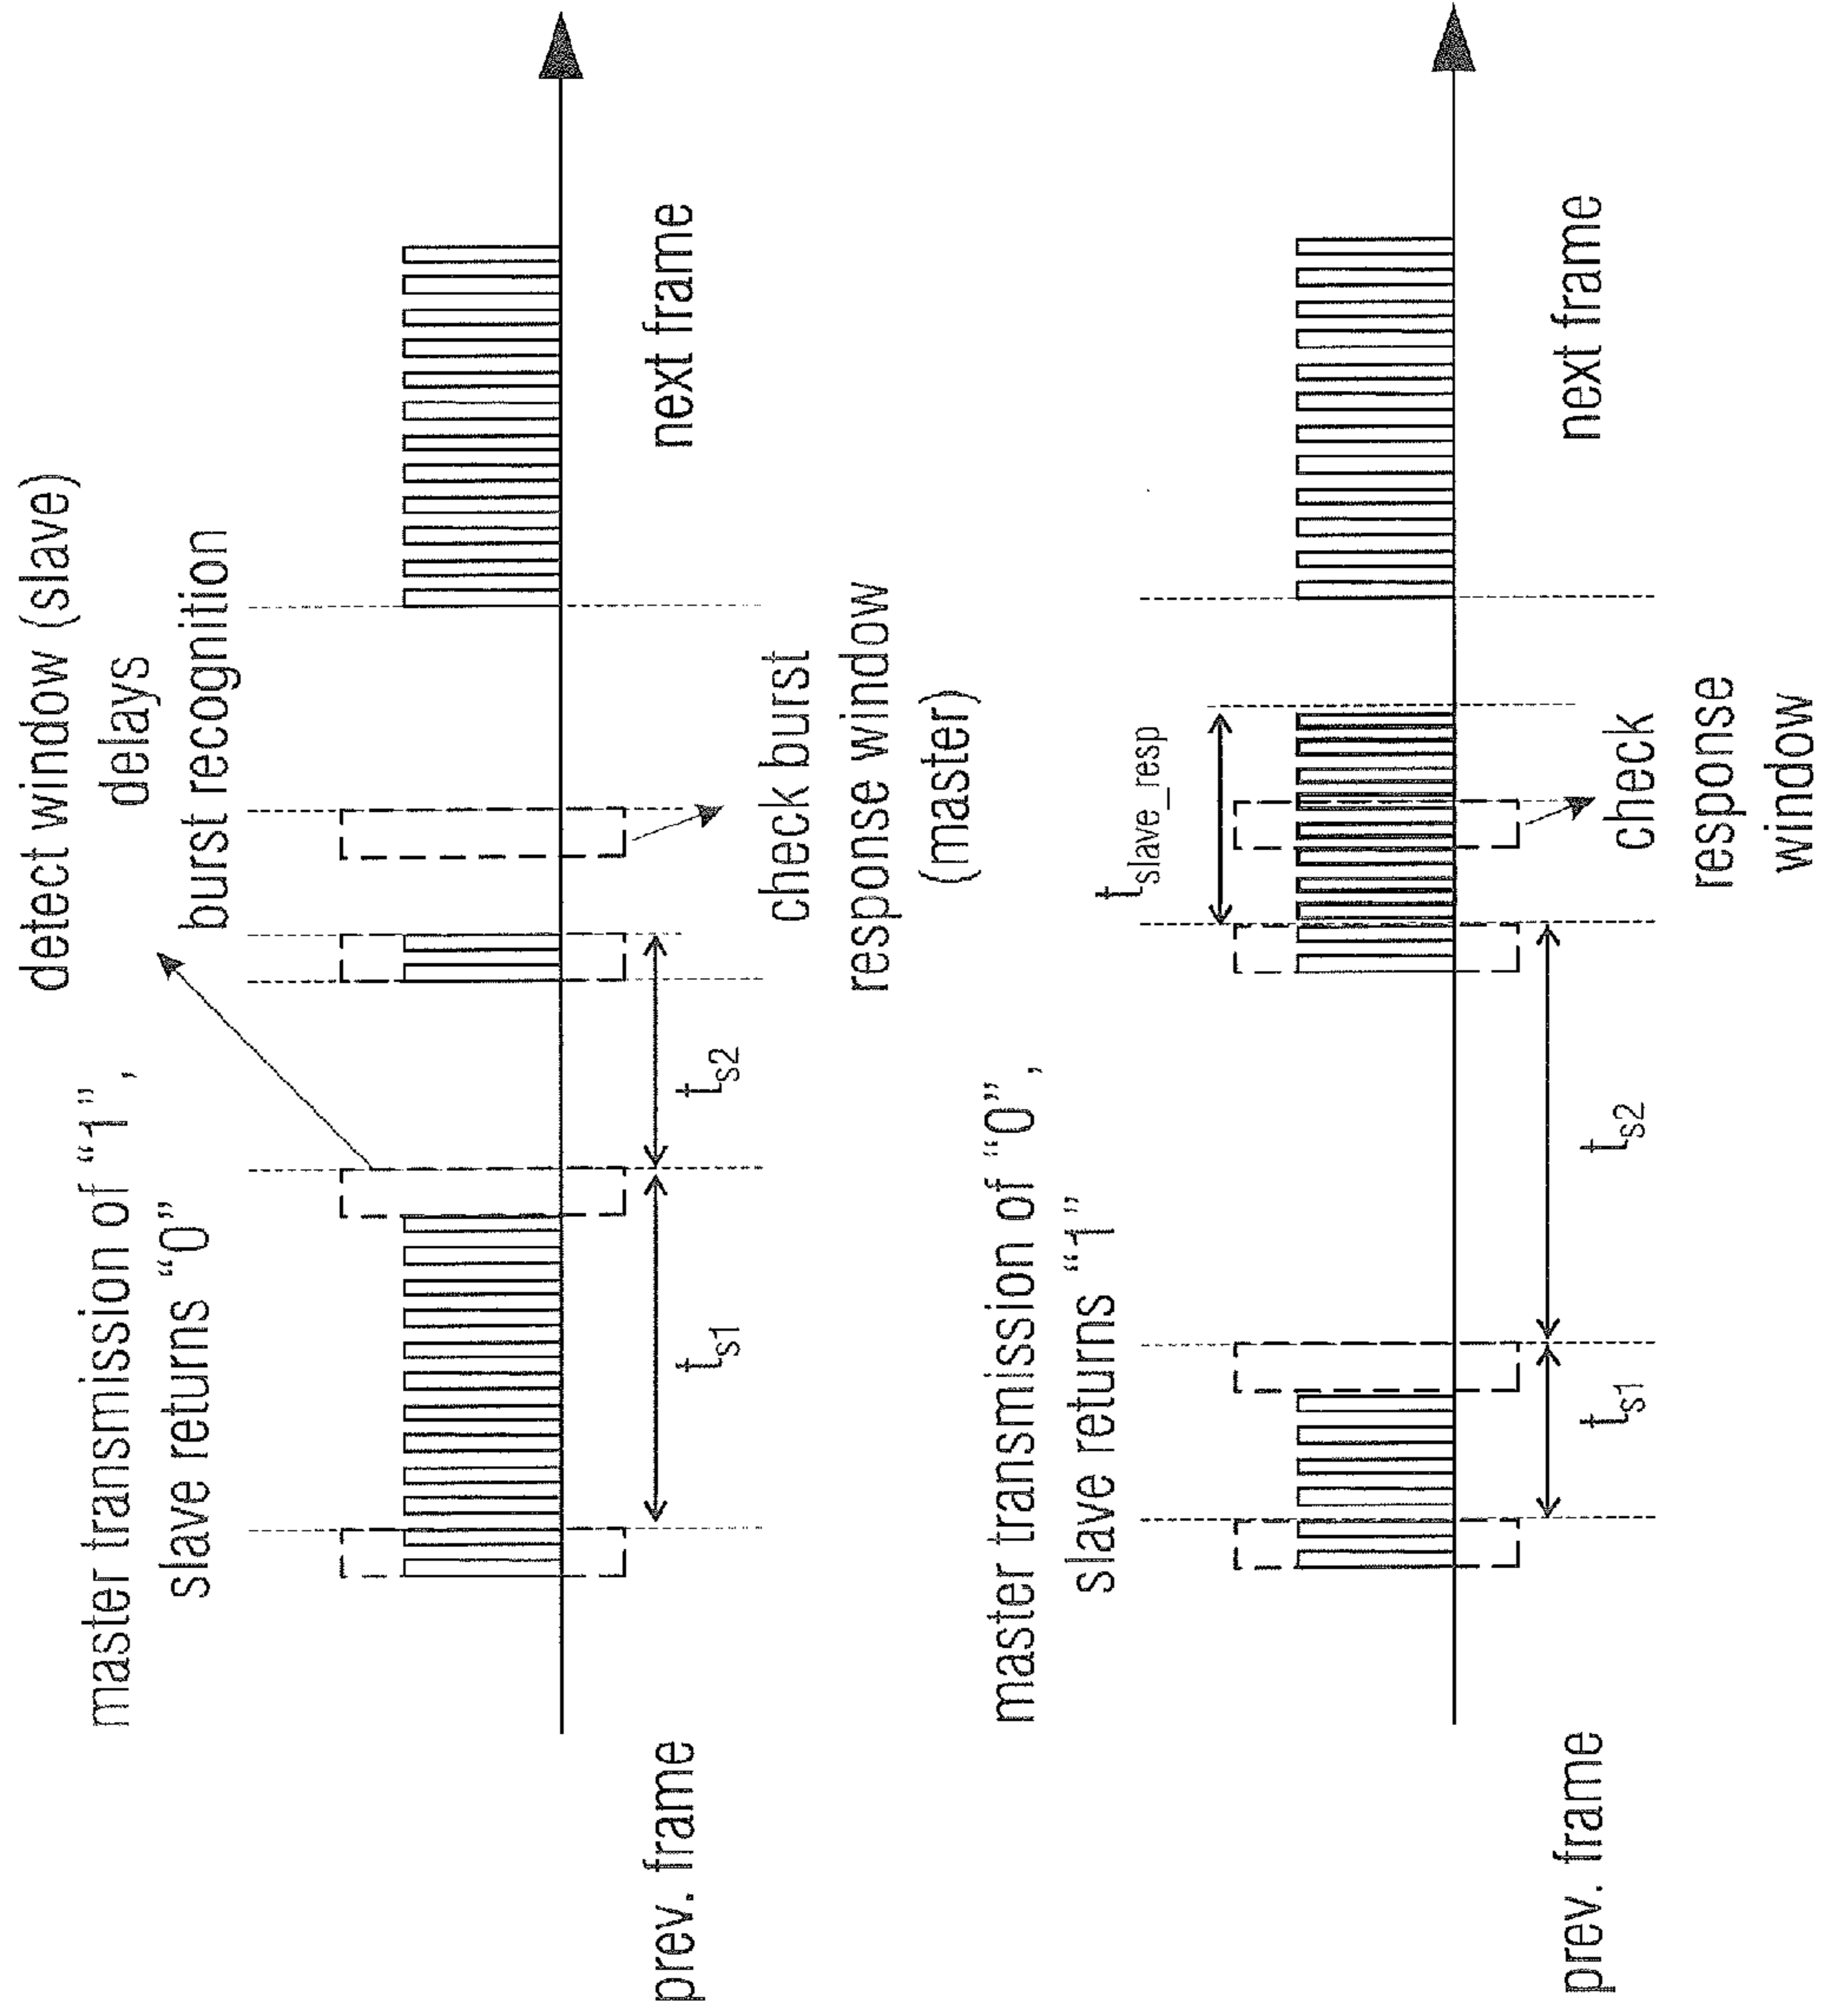 master transmission of “1”,
slave returns “0”
detect window (slave)
delays
burst recognition
t_s1
t_s2
check burst
response window
(master)
prev. frame
next frame
master transmission of “0”,
slave returns “1”
t_slave_resp
t_s1
t_s2
check
response
window
prev. frame
next frame